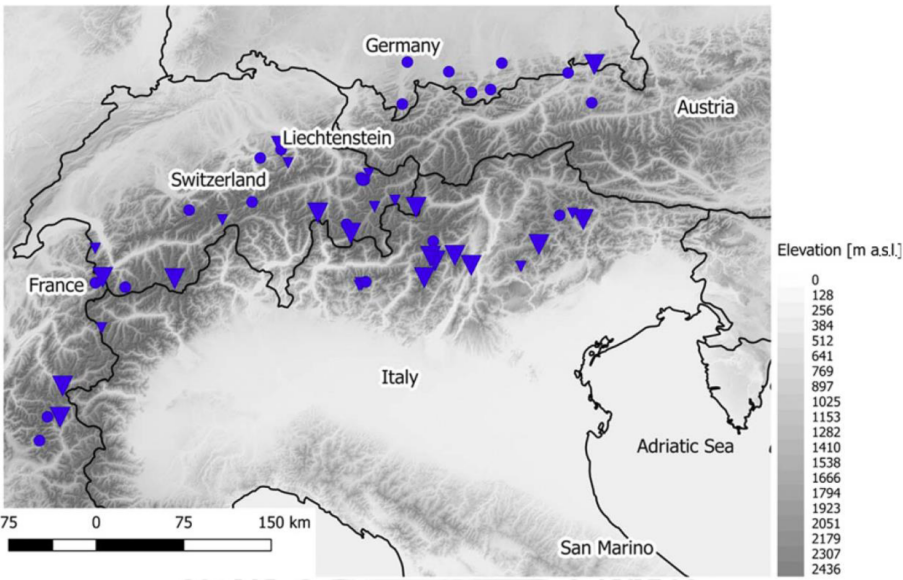 Germany
Austria
Liechtenstein
Switzerland
France
Italy
Adriatic Sea
San Marino
75 0 75 150 km
Elevation [m a.s.l.]
0
128
256
384
512
641
769
897
1025
1153
1282
1410
1538
1666
1794
1923
2051
2179
2307
2436